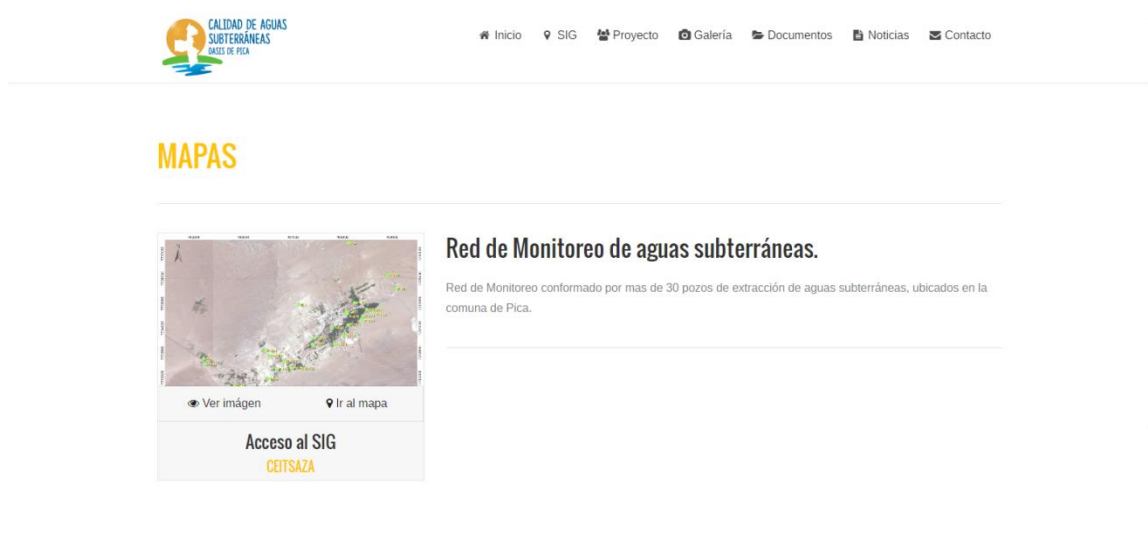 CALIDAD DE AGUAS
SUBTERRÁNEAS
OASIS DE PICA
Inicio SIG Proyecto Galería Documentos Noticias Contacto
MAPAS
Red de Monitoreo de aguas subterráneas.
Red de Monitoreo conformado por mas de 30 pozos de extracción de aguas subterráneas, ubicados en la
comuna de Pica.
Ver imágen Ir al mapa
Acceso al SIG
CEITSAZA